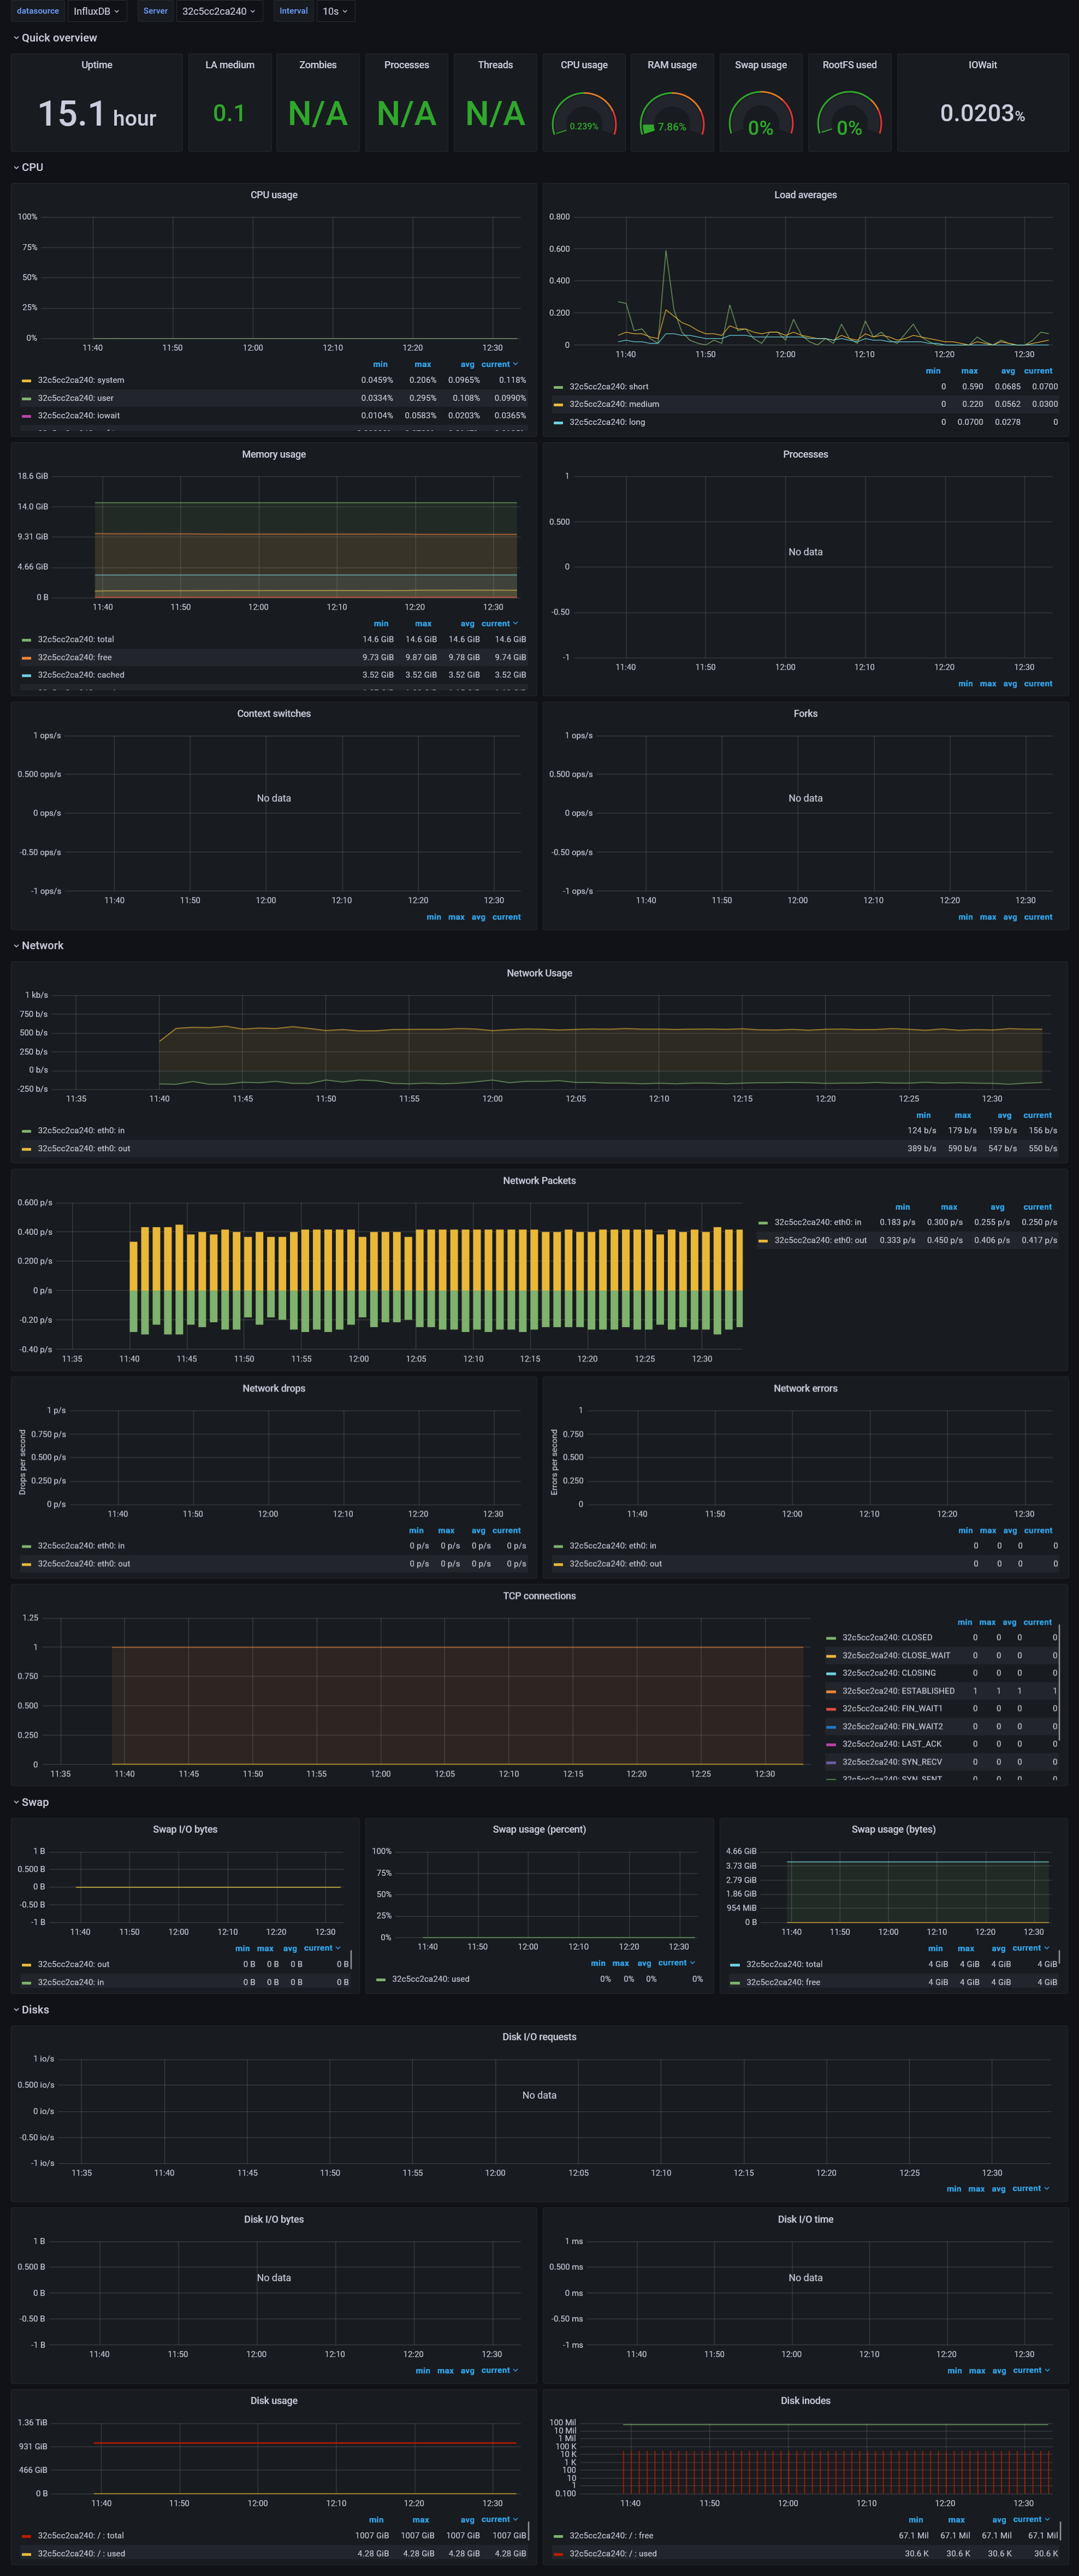 datasource InfluxDB Server 32c5cc2ca240 Interval 10s
Quick overview
Uptime LA medium Zombies Processes Threads CPU usage RAM usage Swap usage RootFS used IOWait
15.1 hour 0.1 N/A N/A N/A 0.239% 7.86% 0% 0% 0.0203%
CPU
CPU usage
100%
75%
50%
25%
0%
11:40 11:50 12:00 12:10 12:20 12:30
min max avg current
32c5cc2ca240: system 0.0459% 0.206% 0.0965% 0.118%
32c5cc2ca240: user 0.0334% 0.295% 0.108% 0.0990%
32c5cc2ca240: iowait 0.0104% 0.0583% 0.0203% 0.0365%
Load averages
0.800
0.600
0.400
0.200
0
11:40 11:50 12:00 12:10 12:20 12:30
min max avg current
32c5cc2ca240: short 0 0.590 0.0685 0.0700
32c5cc2ca240: medium 0 0.220 0.0562 0.0300
32c5cc2ca240: long 0 0.0700 0.0278 0
Memory usage
18.6 GiB
14.0 GiB
9.31 GiB
4.66 GiB
0 B
11:40 11:50 12:00 12:10 12:20 12:30
min max avg current
32c5cc2ca240: total 14.6 GiB 14.6 GiB 14.6 GiB 14.6 GiB
32c5cc2ca240: free 9.73 GiB 9.87 GiB 9.78 GiB 9.74 GiB
32c5cc2ca240: cached 3.52 GiB 3.52 GiB 3.52 GiB 3.52 GiB
Processes
1
0.500
0
-0.50
-1
No data
11:40 11:50 12:00 12:10 12:20 12:30
min max avg current
Context switches
1 ops/s
0.500 ops/s
0 ops/s
-0.50 ops/s
-1 ops/s
No data
11:40 11:50 12:00 12:10 12:20 12:30
min max avg current
Forks
1 ops/s
0.500 ops/s
0 ops/s
-0.50 ops/s
-1 ops/s
No data
11:40 11:50 12:00 12:10 12:20 12:30
min max avg current
Network
Network Usage
1 kb/s
750 b/s
500 b/s
250 b/s
0 b/s
-250 b/s
11:35 11:40 11:45 11:50 11:55 12:00 12:05 12:10 12:15 12:20 12:25 12:30
min max avg current
32c5cc2ca240: eth0: in 124 b/s 179 b/s 159 b/s 156 b/s
32c5cc2ca240: eth0: out 389 b/s 590 b/s 547 b/s 550 b/s
Network Packets
0.600 p/s
0.400 p/s
0.200 p/s
0 p/s
-0.20 p/s
-0.40 p/s
11:35 11:40 11:45 11:50 11:55 12:00 12:05 12:10 12:15 12:20 12:25 12:30
min max avg current
32c5cc2ca240: eth0: in 0.183 p/s 0.300 p/s 0.255 p/s 0.250 p/s
32c5cc2ca240: eth0: out 0.333 p/s 0.450 p/s 0.406 p/s 0.417 p/s
Network drops
Drops per second
1 p/s
0.750 p/s
0.500 p/s
0.250 p/s
0 p/s
11:40 11:50 12:00 12:10 12:20 12:30
min max avg current
32c5cc2ca240: eth0: in 0 p/s 0 p/s 0 p/s 0 p/s
32c5cc2ca240: eth0: out 0 p/s 0 p/s 0 p/s 0 p/s
Network errors
Errors per second
1
0.750
0.500
0.250
0
11:40 11:50 12:00 12:10 12:20 12:30
min max avg current
32c5cc2ca240: eth0: in 0 0 0 0
32c5cc2ca240: eth0: out 0 0 0 0
TCP connections
1.25
1
0.750
0.500
0.250
0
11:35 11:40 11:45 11:50 11:55 12:00 12:05 12:10 12:15 12:20 12:25 12:30
min max avg current
32c5cc2ca240: CLOSED 0 0 0 0
32c5cc2ca240: CLOSE_WAIT 0 0 0 0
32c5cc2ca240: CLOSING 0 0 0 0
32c5cc2ca240: ESTABLISHED 1 1 1 1
32c5cc2ca240: FIN_WAIT1 0 0 0 0
32c5cc2ca240: FIN_WAIT2 0 0 0 0
32c5cc2ca240: LAST_ACK 0 0 0 0
32c5cc2ca240: SYN_RECV 0 0 0 0
32c5cc2ca240: SYN_SENT 0 0 0 0
Swap
Swap I/O bytes
1 B
0.500 B
0 B
-0.50 B
-1 B
11:40 11:50 12:00 12:10 12:20 12:30
min max avg current
32c5cc2ca240: out 0 B 0 B 0 B 0 B
32c5cc2ca240: in 0 B 0 B 0 B 0 B
Swap usage (percent)
100%
75%
50%
25%
0%
11:40 11:50 12:00 12:10 12:20 12:30
min max avg current
32c5cc2ca240: used 0% 0% 0% 0%
Swap usage (bytes)
4.66 GiB
3.73 GiB
2.79 GiB
1.86 GiB
954 MiB
0 B
11:40 11:50 12:00 12:10 12:20 12:30
min max avg current
32c5cc2ca240: total 4 GiB 4 GiB 4 GiB 4 GiB
32c5cc2ca240: free 4 GiB 4 GiB 4 GiB 4 GiB
Disks
Disk I/O requests
1 io/s
0.500 io/s
0 io/s
-0.50 io/s
-1 io/s
No data
11:35 11:40 11:45 11:50 11:55 12:00 12:05 12:10 12:15 12:20 12:25 12:30
min max avg current
Disk I/O bytes
1 B
0.500 B
0 B
-0.50 B
-1 B
No data
11:40 11:50 12:00 12:10 12:20 12:30
min max avg current
Disk I/O time
1 ms
0.500 ms
0 ms
-0.50 ms
-1 ms
No data
11:40 11:50 12:00 12:10 12:20 12:30
min max avg current
Disk usage
1.36 TiB
931 GiB
466 GiB
0 B
11:40 11:50 12:00 12:10 12:20 12:30
min max avg current
32c5cc2ca240: / : total 1007 GiB 1007 GiB 1007 GiB 1007 GiB
32c5cc2ca240: / : used 4.28 GiB 4.28 GiB 4.28 GiB 4.28 GiB
Disk inodes
100 Mil
10 Mil
1 Mil
100 K
10 K
1 K
100
10
1
0.100
11:40 11:50 12:00 12:10 12:20 12:30
min max avg current
32c5cc2ca240: / : free 67.1 Mil 67.1 Mil 67.1 Mil 67.1 Mil
32c5cc2ca240: / : used 30.6 K 30.6 K 30.6 K 30.6 K